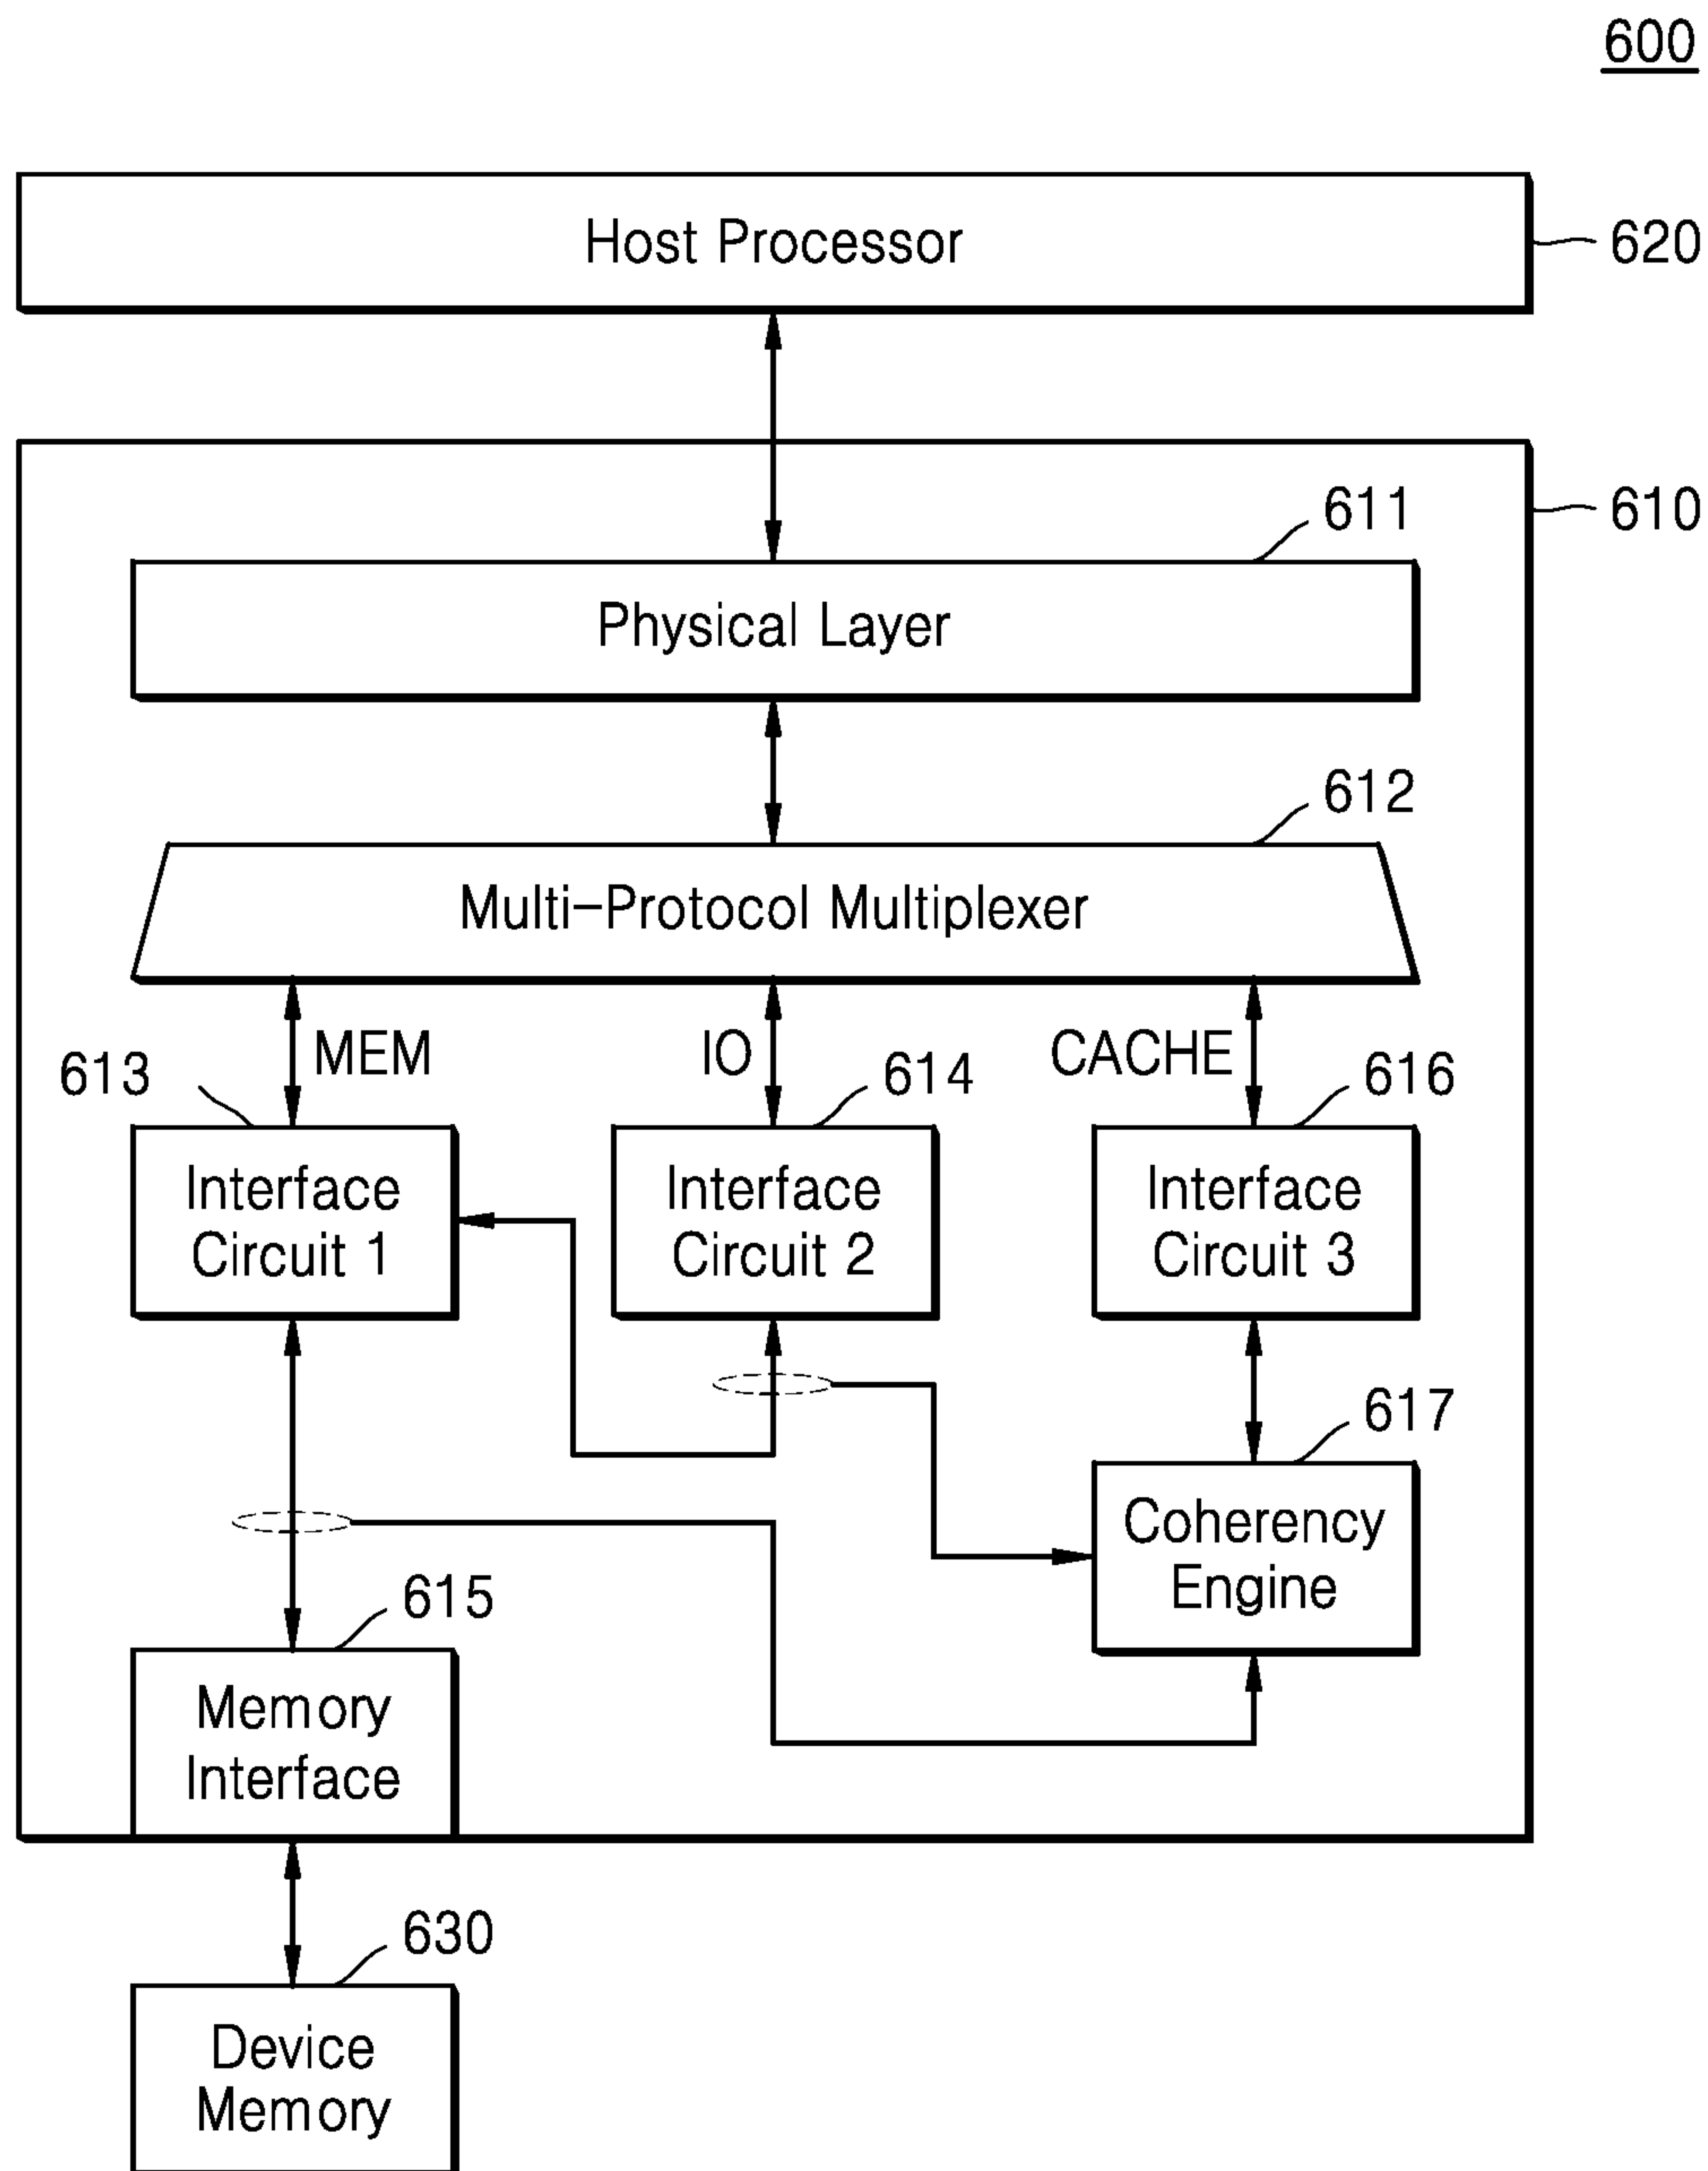 600
Host Processor
620
610
611
Physical Layer
612
Multi-Protocol Multiplexer
MEM
IO
CACHE
613
614
616
Interface
Circuit 1
Interface
Circuit 2
Interface
Circuit 3
617
Coherency
Engine
615
Memory
Interface
630
Device
Memory